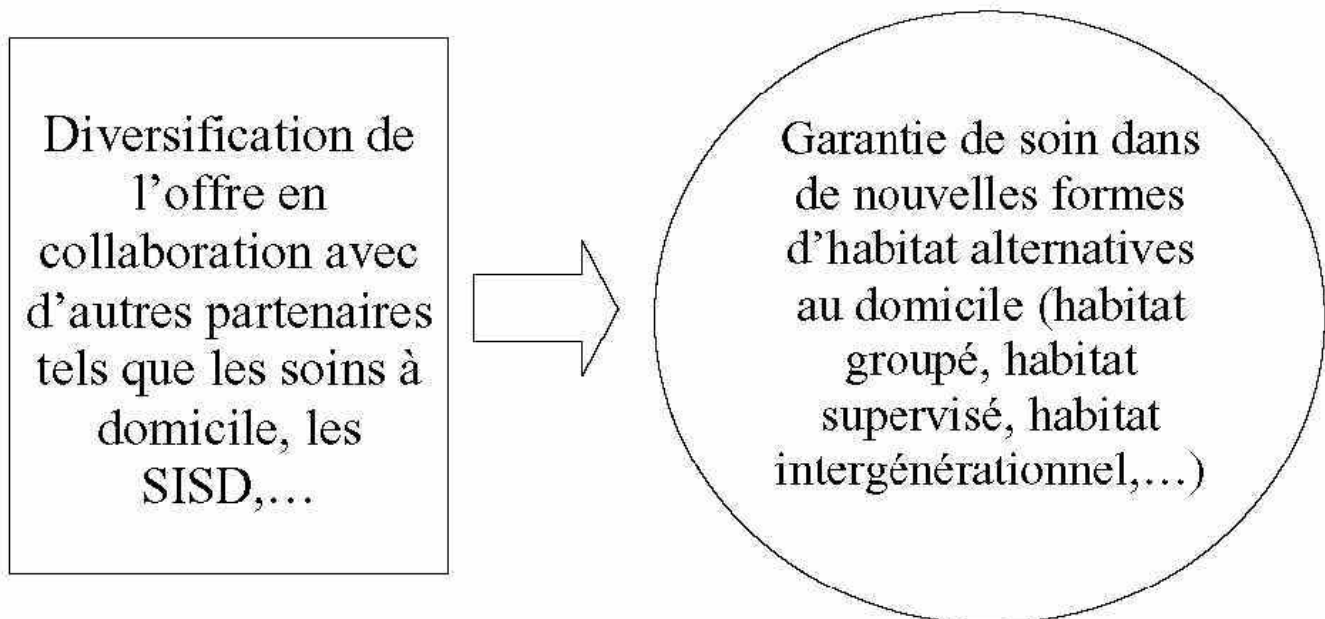 Diversification de
l’offre en
collaboration avec
d’autres partenaires
tels que les soins à
domicile, les
SISD,…
Garantie de soin dans
de nouvelles formes
d’habitat alternatives
au domicile (habitat
groupé, habitat
supervisé, habitat
intergénérationnel,…)